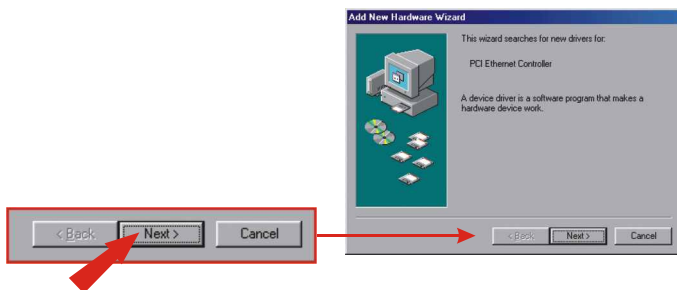 Add New Hardware Wizard
This wizard searches for new drivers for:
PCI Ethernet Controller
A device driver is a software program that makes a
hardware device work.
< Back Next > Cancel
< Back Next > Cancel